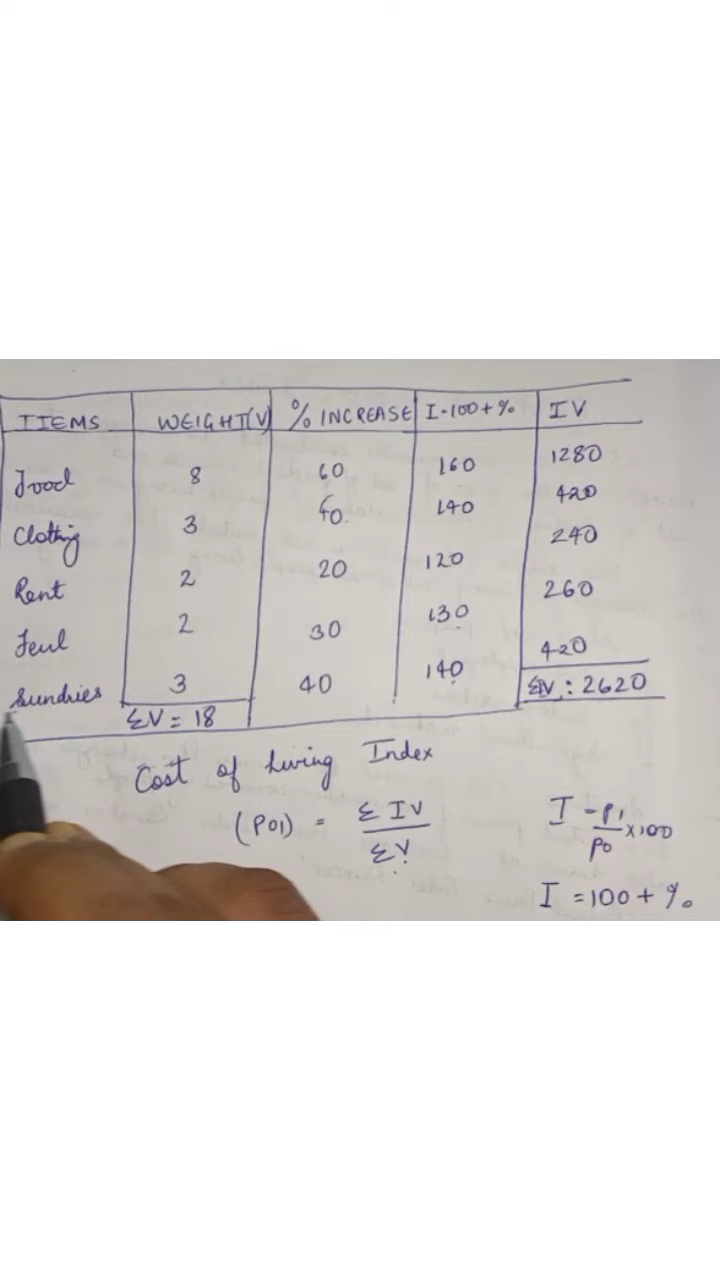 ITEMS WEIGHT(V) % INCREASE I-100+% IV
Food 8 60 160 1280
Clothing 3 40. 140 420
Rent 2 20 120 240
Feul 2 30 130 260
Sundries 3 40 140 420
ΣV = 18 ΣIV : 2620
Cost of Living Index
(P01) = Σ IV / ΣV
I - P1 / P0 ×100
I = 100 + %